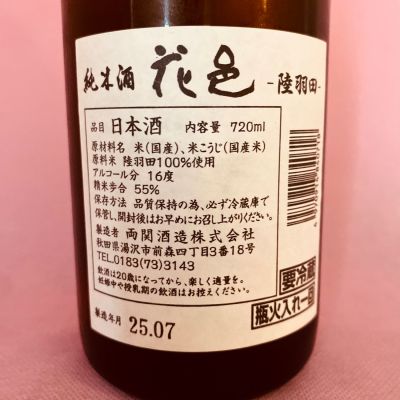 純米酒 花邑 -陸羽田-
品目 日本酒 内容量 720ml
原材料名 米(国産)、米こうじ(国産米)
原料米 陸羽田100%使用
アルコール分 16度
精米歩合 55%
保存方法 品質保持の為、必ず冷蔵庫で
保管し、開封後はお早めにお召し上がりください。
製造者 両関酒造株式会社
秋田県湯沢市前森四丁目3番18号
TEL.0183(73)3143
飲酒は20歳になってから、楽しく適量を。
妊娠中や授乳期の飲酒はお控えください。
要冷蔵
瓶火入れ一回
製造年月 25.07